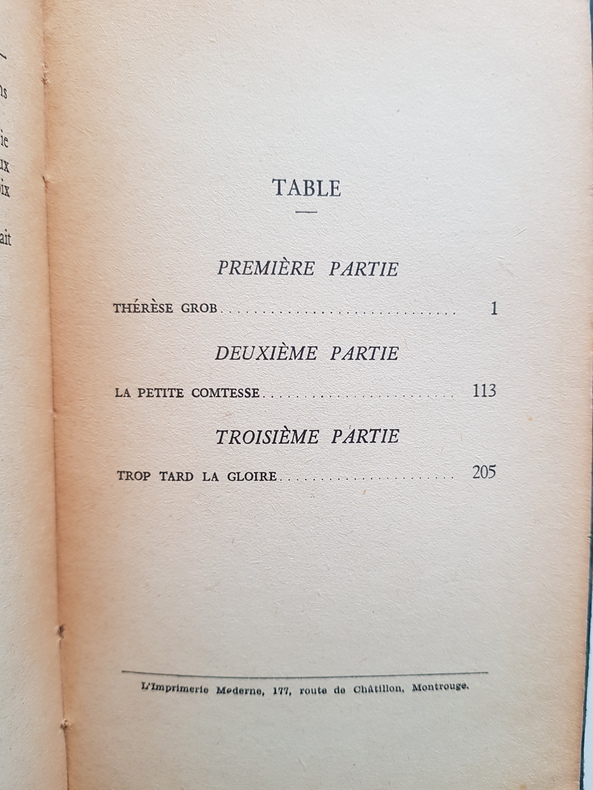 TABLE
PREMIÈRE PARTIE
THÉRÈSE GROB.............................. 1
DEUXIÈME PARTIE
LA PETITE COMTESSE........................ 113
TROISIÈME PARTIE
TROP TARD LA GLOIRE...................... 205
L'Imprimerie Moderne, 177, route de Châtillon, Montrouge.